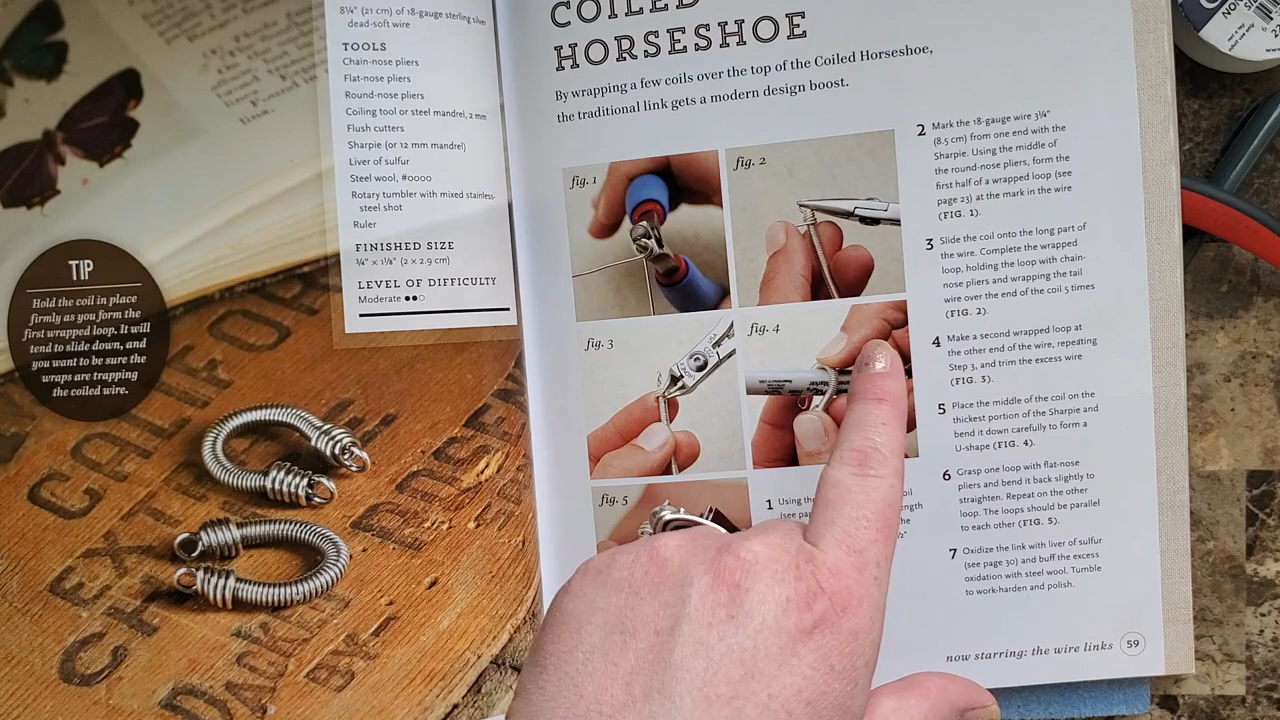 8¼" (21 cm) of 18-gauge sterling silver
dead-soft wire
TOOLS
Chain-nose pliers
Flat-nose pliers
Round-nose pliers
Coiling tool or steel mandrel, 2 mm
Flush cutters
Sharpie (or 12 mm mandrel)
Liver of sulfur
Steel wool, #0000
Rotary tumbler with mixed stainless-
steel shot
Ruler
FINISHED SIZE
¾" x 1⅛" (2 x 2.9 cm)
LEVEL OF DIFFICULTY
Moderate
TIP
Hold the coil in place
firmly as you form the
first wrapped loop. It will
tend to slide down, and
you want to be sure the
wraps are trapping
the coiled wire.
CALIFOR
BY
COILED
HORSESHOE
By wrapping a few coils over the top of the Coiled Horseshoe,
the traditional link gets a modern design boost.
fig. 1
fig. 2
fig. 3
fig. 4
fig. 5
1 Using the
(see pag
2 Mark the 18-gauge wire 3¼"
(8.5 cm) from one end with the
Sharpie. Using the middle of
the round-nose pliers, form the
first half of a wrapped loop (see
page 23) at the mark in the wire
(FIG. 1).
3 Slide the coil onto the long part of
the wire. Complete the wrapped
loop, holding the loop with chain-
nose pliers and wrapping the tail
wire over the end of the coil 5 times
(FIG. 2).
4 Make a second wrapped loop at
the other end of the wire, repeating
Step 3, and trim the excess wire
(FIG. 3).
5 Place the middle of the coil on the
thickest portion of the Sharpie and
bend it down carefully to form a
U-shape (FIG. 4).
6 Grasp one loop with flat-nose
pliers and bend it back slightly to
straighten. Repeat on the other
loop. The loops should be parallel
to each other (FIG. 5).
7 Oxidize the link with liver of sulfur
(see page 30) and buff the excess
oxidation with steel wool. Tumble
to work-harden and polish.
now starring: the wire links 59